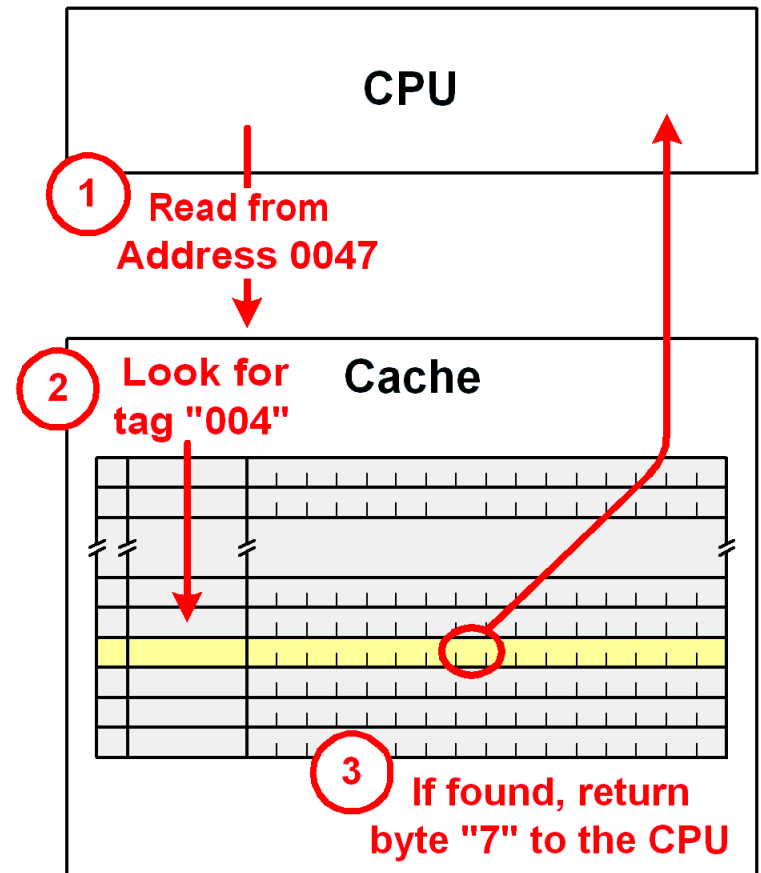 CPU
1
Read from
Address 0047
2
Look for
tag "004"
Cache
3
If found, return
byte "7" to the CPU